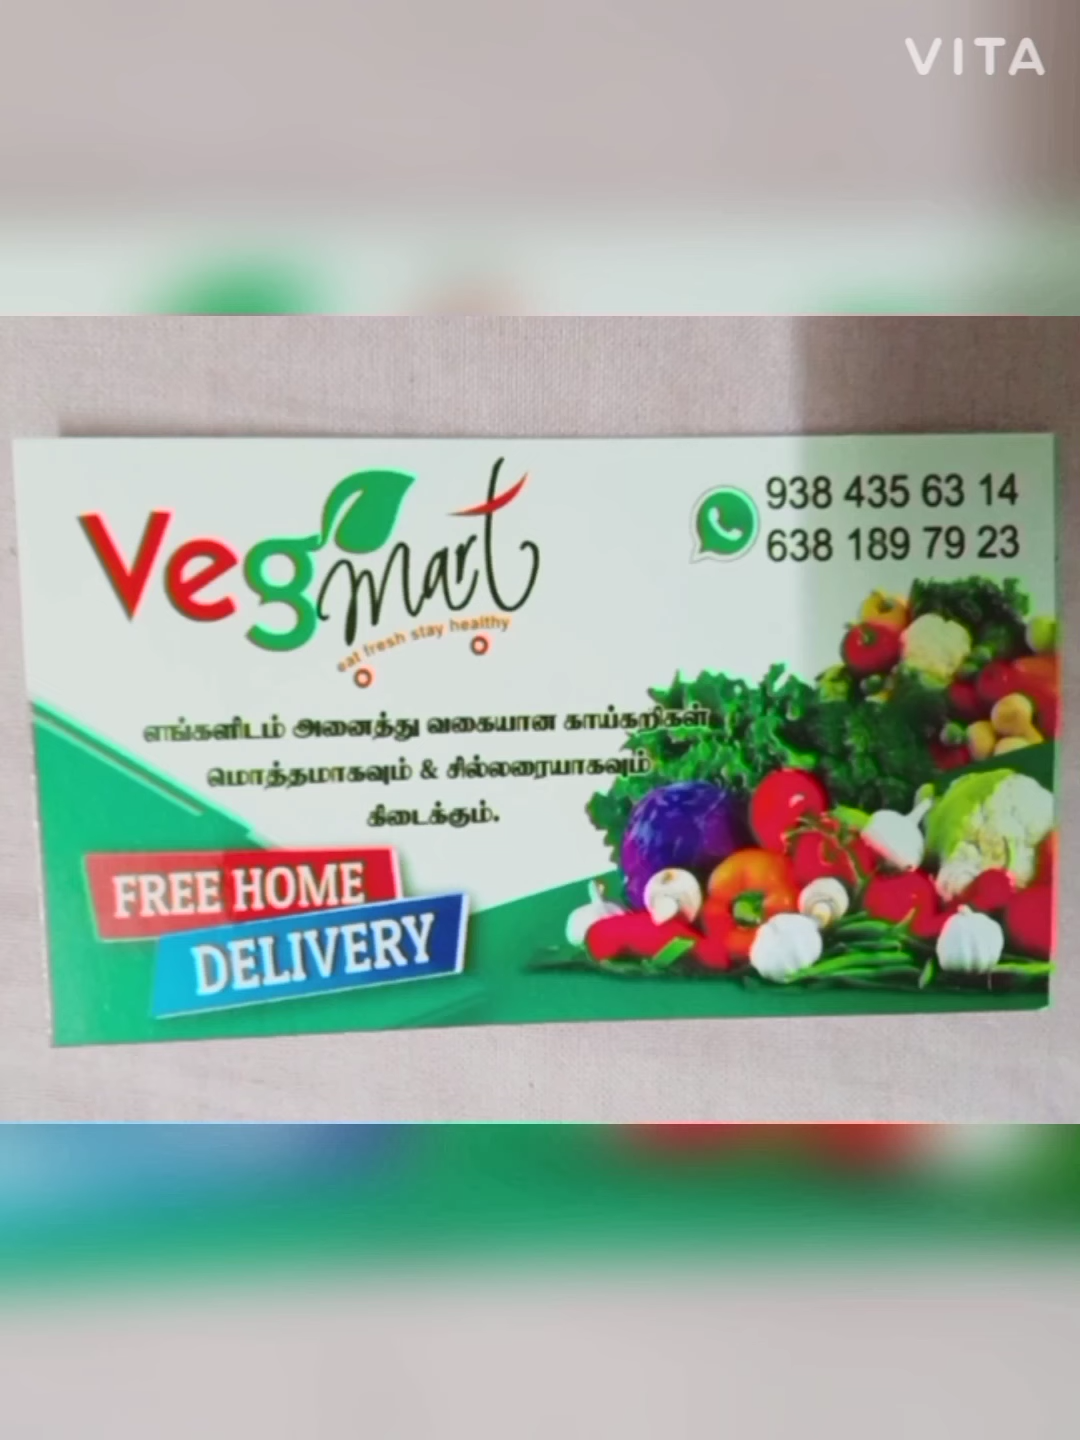 VITA
Vegmart
eat fresh stay healthy
938 435 63 14
638 189 79 23
எங்களிடம் அனைத்து வகையான காய்கறிகள்
மொத்தமாகவும் & சில்லரையாகவும்
கிடைக்கும்.
FREE HOME
DELIVERY